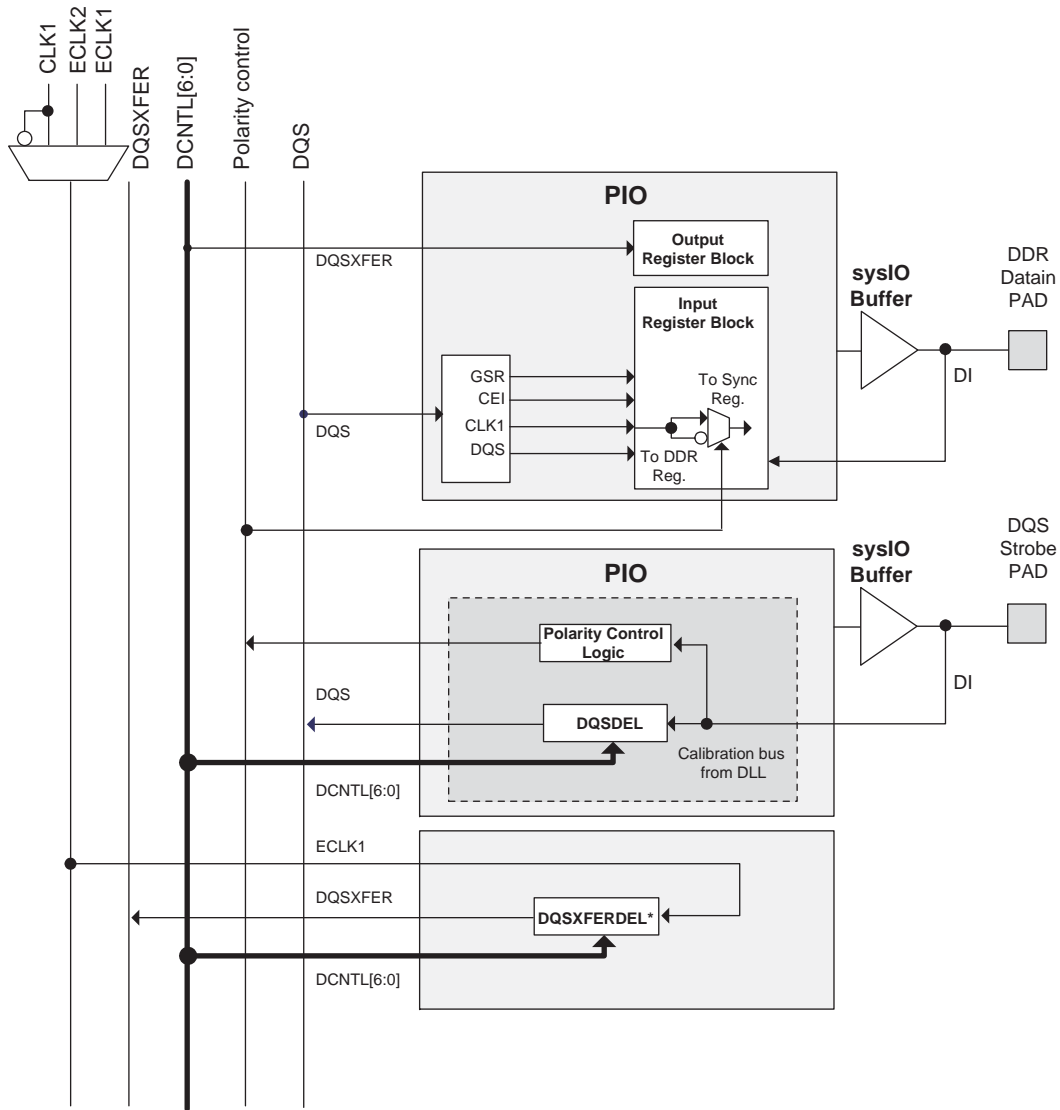 CLK1
ECLK2
ECLK1
DQSXFER
DCNTL[6:0]
Polarity control
DQS
PIO
Output
Register Block
DQSXFER
Input
Register Block
sysIO
Buffer
DDR
Datain
PAD
GSR
CEI
CLK1
DQS
To Sync
Reg.
To DDR
Reg.
DQS
DI
PIO
sysIO
Buffer
DQS
Strobe
PAD
Polarity Control
Logic
DI
DQS
DQSDEL
Calibration bus
from DLL
DCNTL[6:0]
ECLK1
DQSXFER
DQSXFERDEL*
DCNTL[6:0]